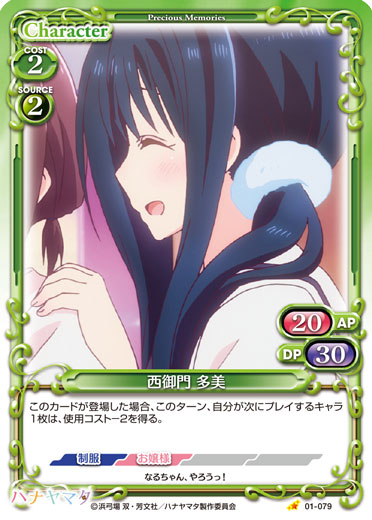 Precious Memories
Character
COST
2
SOURCE
2
20 AP
DP 30
西御門 多美
このカードが登場した場合、このターン、自分が次にプレイするキャラ
1枚は、使用コスト−2を得る。
制服 お嬢様
なるちゃん、やろうっ！
ハナヤマタ
©浜弓場 双・芳文社／ハナヤマタ製作委員会 01-079